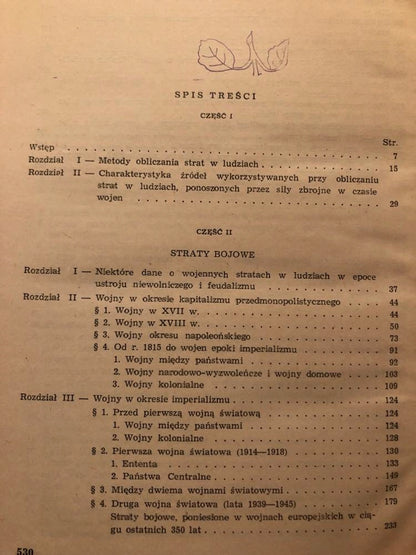 SPIS TREŚCI
CZĘŚĆ I
Str.
Wstęp . . . . . . . . . . . . . . . . . . . . . . . 7
Rozdział I — Metody obliczania strat w ludziach . . . . . . . . . . . 15
Rozdział II — Charakterystyka źródeł wykorzystywanych przy obliczaniu
strat w ludziach, ponoszonych przez siły zbrojne w czasie
wojen . . . . . . . . . . . . . . . . . . . 29
CZĘŚĆ II
STRATY BOJOWE
Rozdział I — Niektóre dane o wojennych stratach w ludziach w epoce
ustroju niewolniczego i feudalizmu . . . . . . . . . . 37
Rozdział II — Wojny w okresie kapitalizmu przedmonopolistycznego . . 44
§ 1. Wojny w XVII w. . . . . . . . . . . . . . . 44
§ 2. Wojny w XVIII w. . . . . . . . . . . . . . . 50
§ 3. Wojny okresu napoleońskiego . . . . . . . . . . 73
§ 4. Od r. 1815 do wojen epoki imperializmu . . . . . . 91
1. Wojny między państwami . . . . . . . . . . 92
2. Wojny narodowo-wyzwoleńcze i wojny domowe . . 103
3. Wojny kolonialne . . . . . . . . . . . . . 109
Rozdział III — Wojny w okresie imperializmu . . . . . . . . . . . 124
§ 1. Przed pierwszą wojną światową . . . . . . . . . 124
1. Wojny między państwami . . . . . . . . . . 124
2. Wojny kolonialne . . . . . . . . . . . . . 128
§ 2. Pierwsza wojna światowa (1914—1918) . . . . . . . 130
1. Ententa . . . . . . . . . . . . . . . . 133
2. Państwa Centralne . . . . . . . . . . . . . 149
§ 3. Między dwiema wojnami światowymi . . . . . . . 167
§ 4. Druga wojna światowa (lata 1939—1945) . . . . . . 179
Straty bojowe, poniesione w wojnach europejskich w cią-
gu ostatnich 350 lat . . . . . . . . . . . . . 233
530